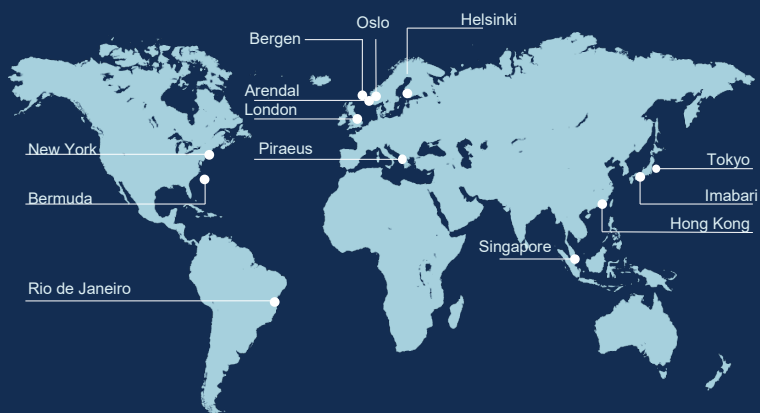 Oslo
Helsinki
Bergen
Arendal
London
New York
Piraeus
Tokyo
Bermuda
Imabari
Hong Kong
Singapore
Rio de Janeiro